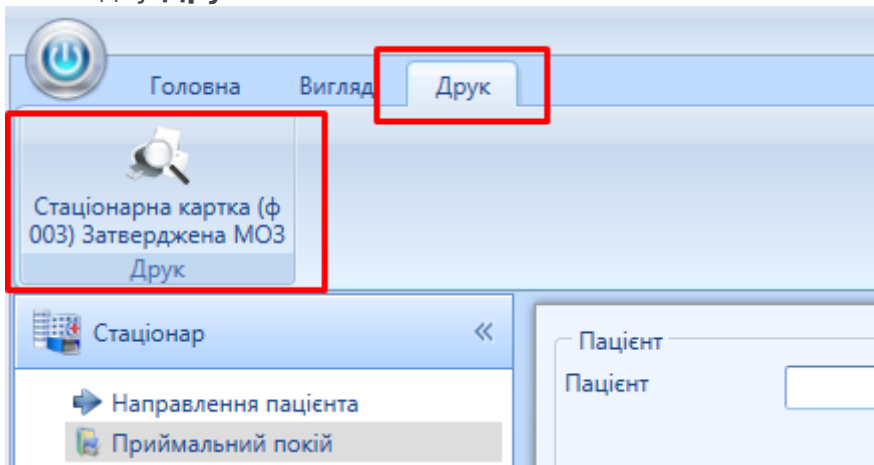 Головна Вигляд Друк
Стаціонарна картка (ф
003) Затверджена МОЗ
Друк
Стаціонар
Направлення пацієнта
Приймальний покій
Пацієнт
Пацієнт